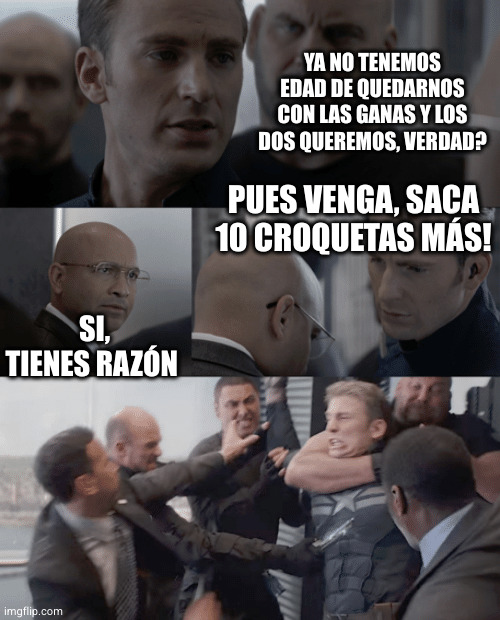 YA NO TENEMOS
EDAD DE QUEDARNOS
CON LAS GANAS Y LOS
DOS QUEREMOS, VERDAD?
SI,
TIENES RAZÓN
PUES VENGA, SACA
10 CROQUETAS MÁS!
imgflip.com